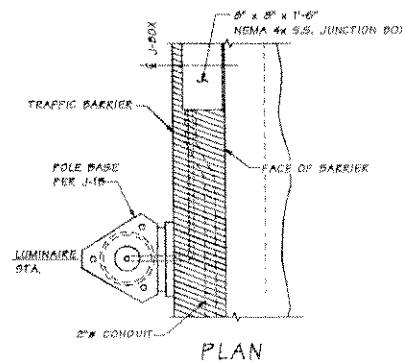 8" x 8" x 1'-6"
NEMA 4x S.S. JUNCTION BOX
℄ J-BOX
TRAFFIC BARRIER
FACE OF BARRIER
POLE BASE
PER J-1B
LUMINAIRE
STA.
2"ø CONDUIT
PLAN